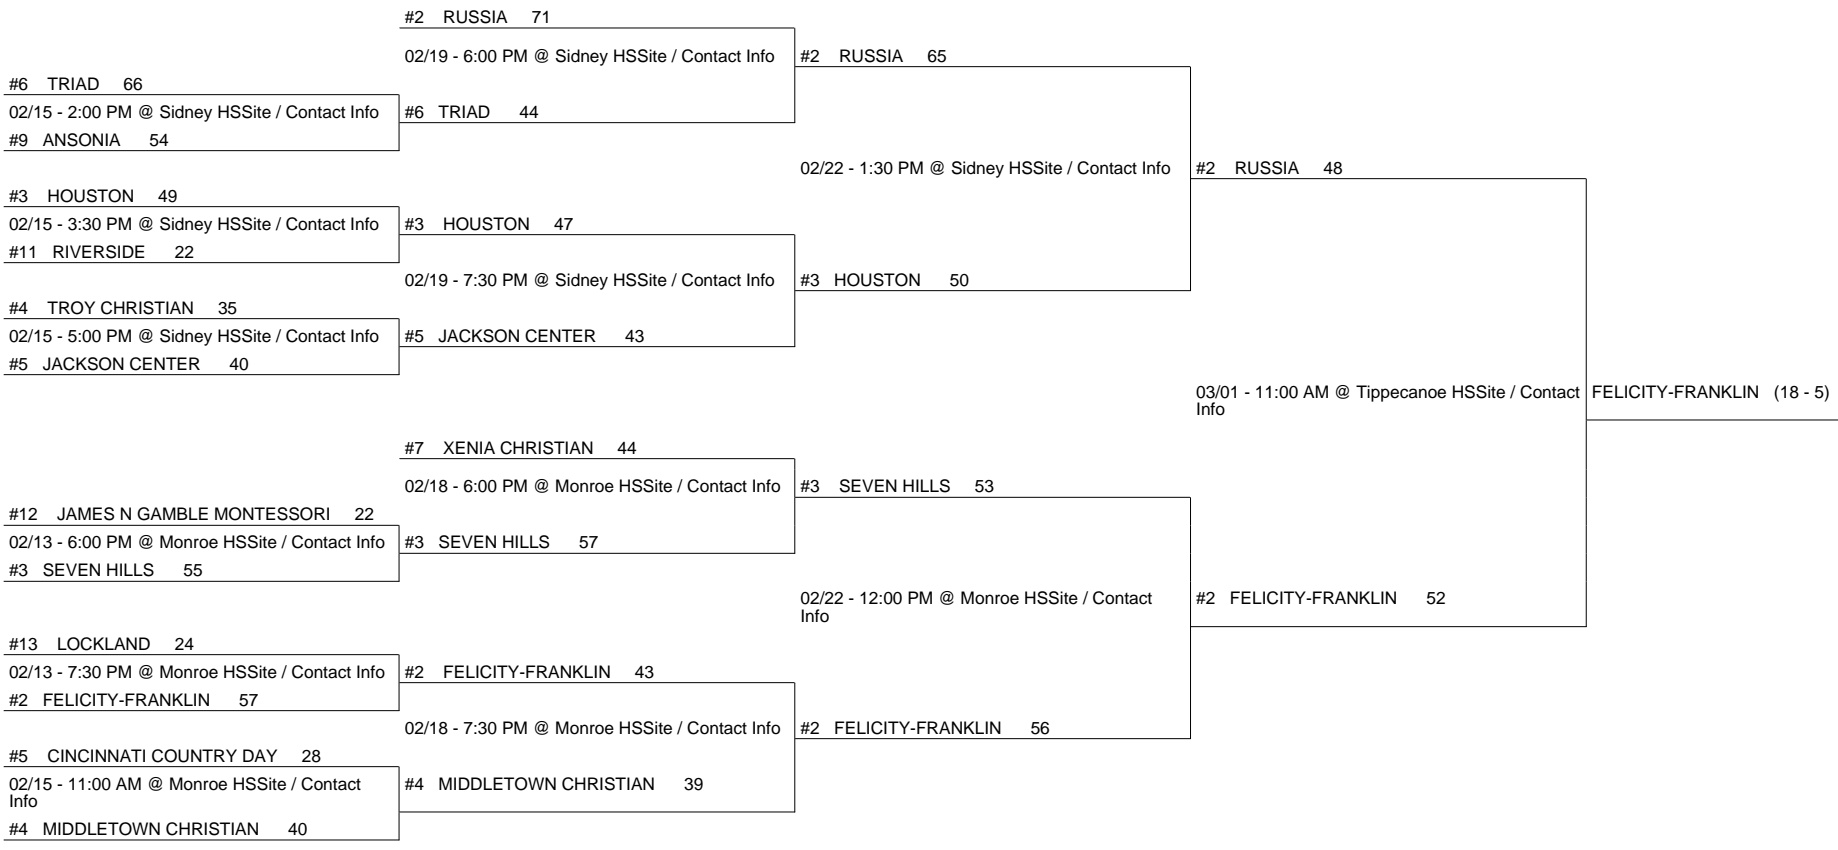 #2 RUSSIA 71
02/19 - 6:00 PM @ Sidney HSSite / Contact Info
#6 TRIAD 66
02/15 - 2:00 PM @ Sidney HSSite / Contact Info
#9 ANSONIA 54
#6 TRIAD 44
#2 RUSSIA 65
#3 HOUSTON 49
02/15 - 3:30 PM @ Sidney HSSite / Contact Info
#11 RIVERSIDE 22
#3 HOUSTON 47
02/19 - 7:30 PM @ Sidney HSSite / Contact Info
#4 TROY CHRISTIAN 35
02/15 - 5:00 PM @ Sidney HSSite / Contact Info
#5 JACKSON CENTER 40
#5 JACKSON CENTER 43
02/22 - 1:30 PM @ Sidney HSSite / Contact Info
#3 HOUSTON 50
#2 RUSSIA 48
03/01 - 11:00 AM @ Tippecanoe HSSite / Contact
Info
FELICITY-FRANKLIN (18 - 5)
#7 XENIA CHRISTIAN 44
02/18 - 6:00 PM @ Monroe HSSite / Contact Info
#12 JAMES N GAMBLE MONTESSORI 22
02/13 - 6:00 PM @ Monroe HSSite / Contact Info
#3 SEVEN HILLS 55
#3 SEVEN HILLS 57
#3 SEVEN HILLS 53
02/22 - 12:00 PM @ Monroe HSSite / Contact
Info
#2 FELICITY-FRANKLIN 52
#13 LOCKLAND 24
02/13 - 7:30 PM @ Monroe HSSite / Contact Info
#2 FELICITY-FRANKLIN 57
#2 FELICITY-FRANKLIN 43
02/18 - 7:30 PM @ Monroe HSSite / Contact Info
#2 FELICITY-FRANKLIN 56
#5 CINCINNATI COUNTRY DAY 28
02/15 - 11:00 AM @ Monroe HSSite / Contact
Info
#4 MIDDLETOWN CHRISTIAN 40
#4 MIDDLETOWN CHRISTIAN 39